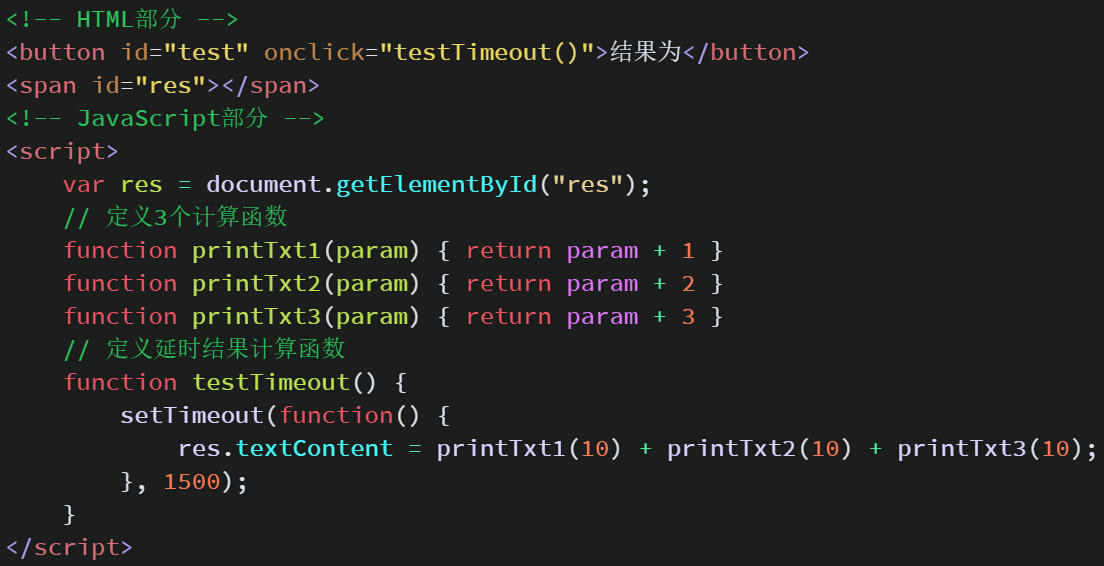 <!-- HTML部分 -->
<button id="test" onclick="testTimeout()">结果为</button>
<span id="res"></span>
<!-- JavaScript部分 -->
<script>
    var res = document.getElementById("res");
    // 定义3个计算函数
    function printTxt1(param) { return param + 1 }
    function printTxt2(param) { return param + 2 }
    function printTxt3(param) { return param + 3 }
    // 定义延时结果计算函数
    function testTimeout() {
        setTimeout(function() {
            res.textContent = printTxt1(10) + printTxt2(10) + printTxt3(10);
        }, 1500);
    }
</script>